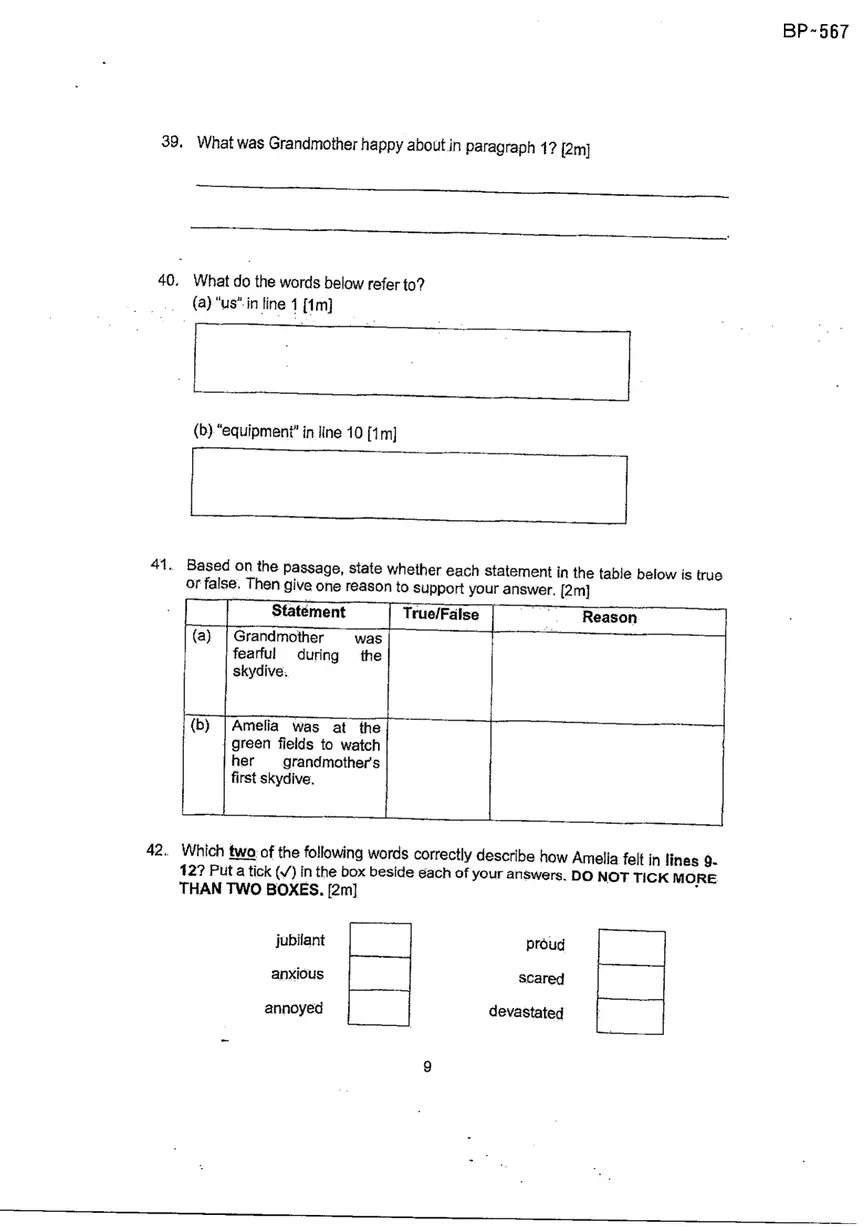 BP-567
39. What was Grandmother happy about in paragraph 1? [2m]
40. What do the words below refer to?
(a) "us" in line 1 [1m]
(b) "equipment" in line 10 [1m]
41. Based on the passage, state whether each statement in the table below is true
or false. Then give one reason to support your answer. [2m]
Statement True/False Reason
(a) Grandmother was
fearful during the
skydive.
(b) Amelia was at the
green fields to watch
her grandmother's
first skydive.
42. Which two of the following words correctly describe how Amelia felt in lines 9-
12? Put a tick (✓) in the box beside each of your answers. DO NOT TICK MORE
THAN TWO BOXES. [2m]
jubilant proud
anxious scared
annoyed devastated
9